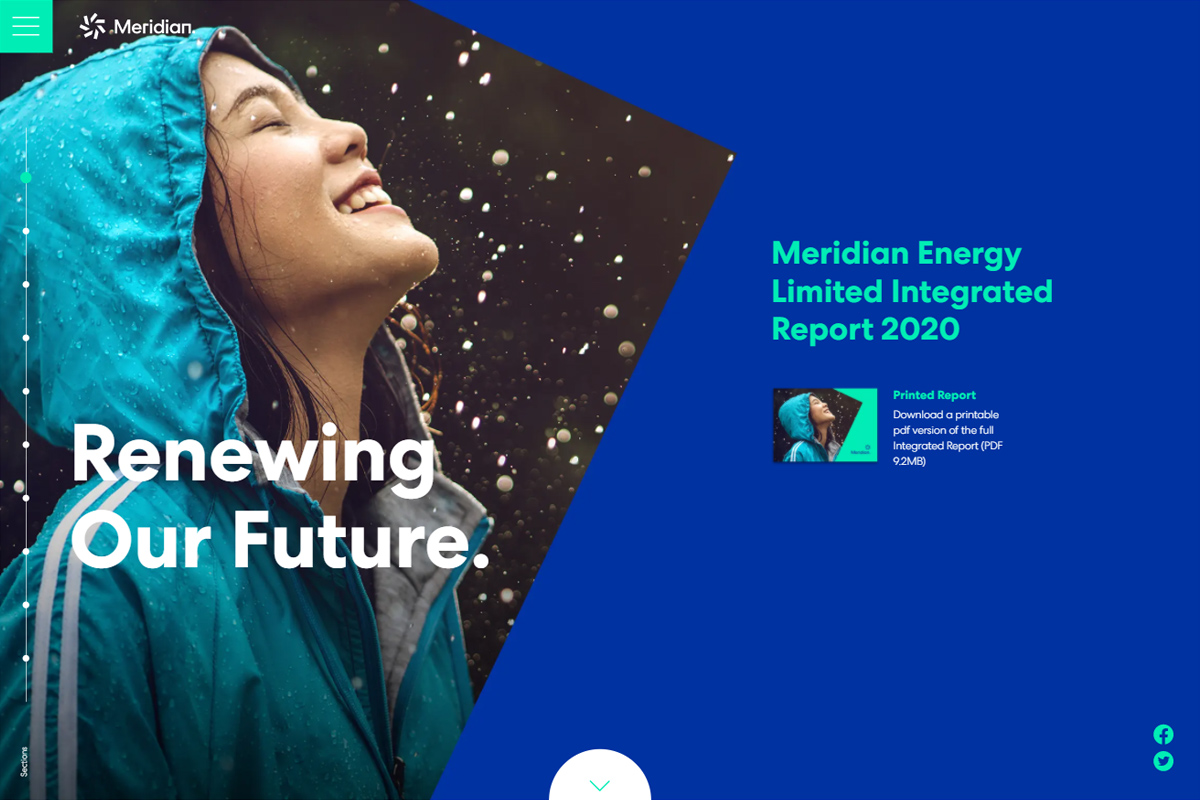 Meridian.
Renewing
Our Future.
Meridian Energy
Limited Integrated
Report 2020
Printed Report
Download a printable
pdf version of the full
Integrated Report (PDF
9.2MB)
Meridian
Sections